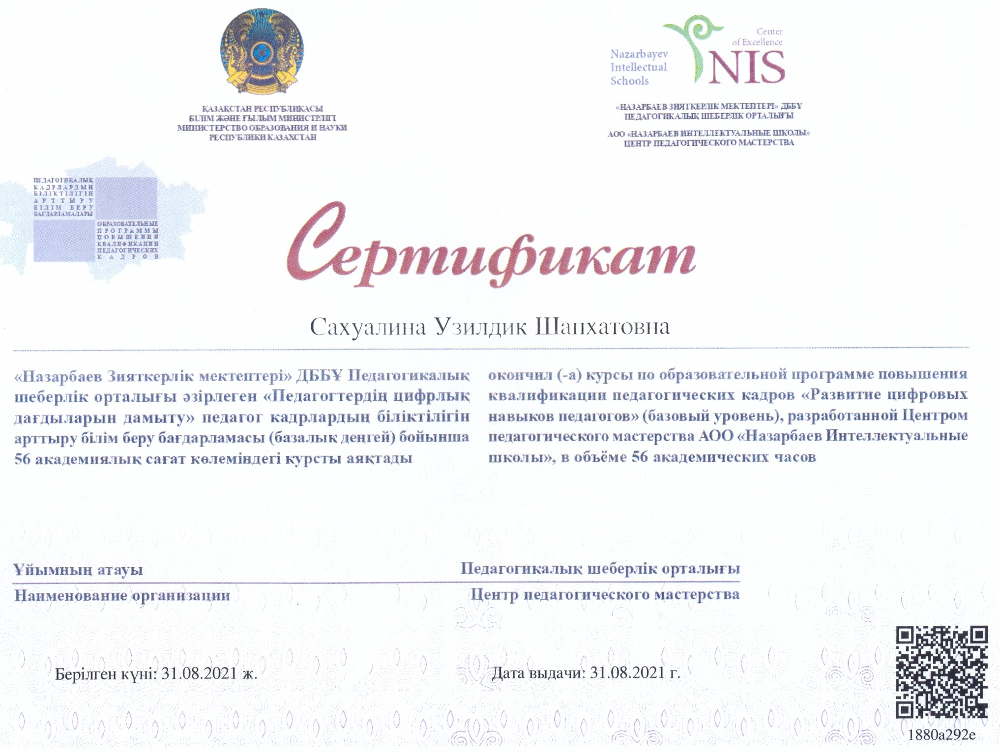 ҚАЗАҚСТАН РЕСПУБЛИКАСЫ
БІЛІМ ЖӘНЕ ҒЫЛЫМ МИНИСТРЛІГІ
МИНИСТЕРСТВО ОБРАЗОВАНИЯ И НАУКИ
РЕСПУБЛИКИ КАЗАХСТАН
Center
of Excellence
Nazarbayev
Intellectual
Schools
NIS
«НАЗАРБАЕВ ЗИЯТКЕРЛІК МЕКТЕПТЕРІ» ДББҰ
ПЕДАГОГИКАЛЫҚ ШЕБЕРЛІК ОРТАЛЫҒЫ
АОО «НАЗАРБАЕВ ИНТЕЛЛЕКТУАЛЬНЫЕ ШКОЛЫ»
ЦЕНТР ПЕДАГОГИЧЕСКОГО МАСТЕРСТВА
ПЕДАГОГИКАЛЫҚ
КАДРЛАРДЫҢ
БІЛІКТІЛІГІН
АРТТЫРУ
БІЛІМ БЕРУ
БАҒДАРЛАМАЛАРЫ
ОБРАЗОВАТЕЛЬНЫЕ
ПРОГРАММЫ
ПОВЫШЕНИЯ
КВАЛИФИКАЦИИ
ПЕДАГОГИЧЕСКИХ
КАДРОВ
Сертификат
Сахуалина Узилдик Шапхатовна
«Назарбаев Зияткерлік мектептері» ДББҰ Педагогикалық
шеберлік орталығы әзірлеген «Педагогтердің цифрлық
дағдыларын дамыту» педагог кадрлардың біліктілігін
арттыру білім беру бағдарламасы (базалық деңгей) бойынша
56 академиялық сағат көлеміндегі курсты аяқтады
окончил (-а) курсы по образовательной программе повышения
квалификации педагогических кадров «Развитие цифровых
навыков педагогов» (базовый уровень), разработанной Центром
педагогического мастерства АОО «Назарбаев Интеллектуальные
школы», в объёме 56 академических часов
Ұйымның атауы
Педагогикалық шеберлік орталығы
Наименование организации
Центр педагогического мастерства
Берілген күні: 31.08.2021 ж.
Дата выдачи: 31.08.2021 г.
1880a292e